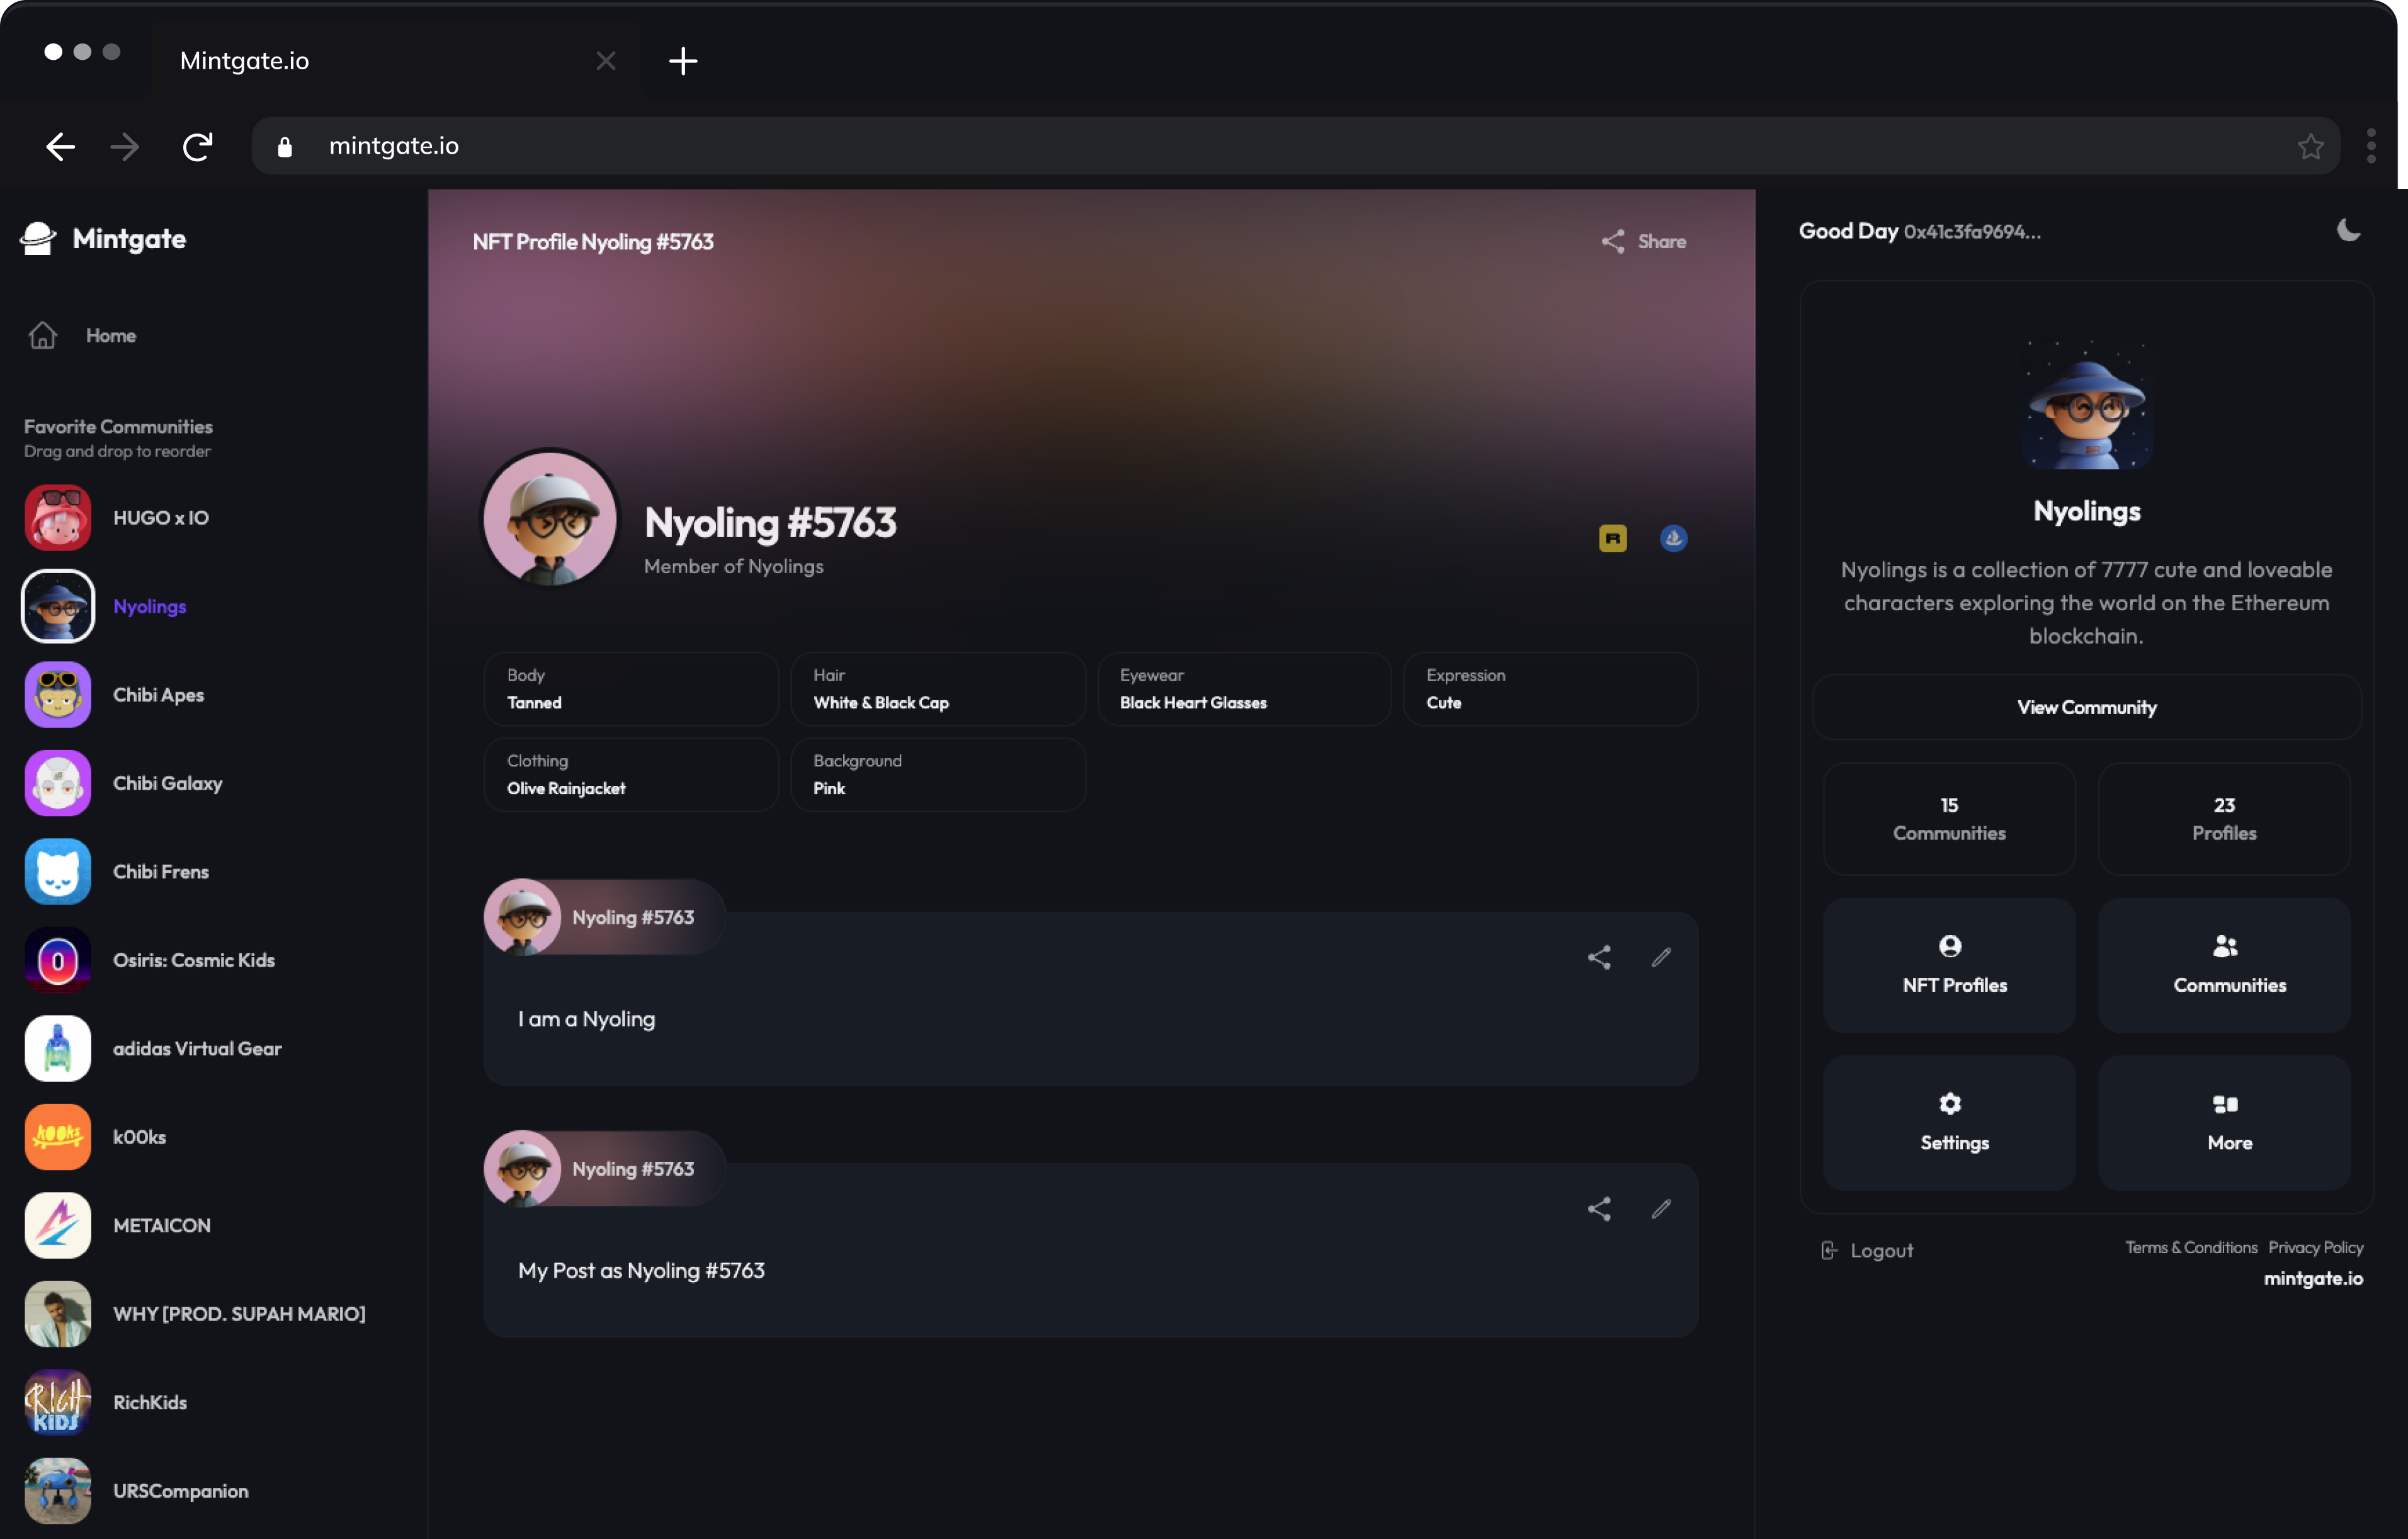 Mintgate.io
mintgate.io
Mintgate
Home
Favorite Communities
Drag and drop to reorder
HUGO x IO
Nyolings
Chibi Apes
Chibi Galaxy
Chibi Frens
O
Osiris: Cosmic Kids
adidas Virtual Gear
k00ks
k00ks
METAICON
WHY [PROD. SUPAH MARIO]
RICH
KIDS
RichKids
URSCompanion
NFT Profile Nyoling #5763
Share
Nyoling #5763
Member of Nyolings
R
Body
Tanned
Hair
White & Black Cap
Eyewear
Black Heart Glasses
Expression
Cute
Clothing
Olive Rainjacket
Background
Pink
Nyoling #5763
I am a Nyoling
Nyoling #5763
My Post as Nyoling #5763
Good Day 0x41c3fa9694...
Nyolings
Nyolings is a collection of 7777 cute and loveable
characters exploring the world on the Ethereum
blockchain.
View Community
15
Communities
23
Profiles
NFT Profiles
Communities
Settings
More
Logout
Terms & Conditions Privacy Policy
mintgate.io